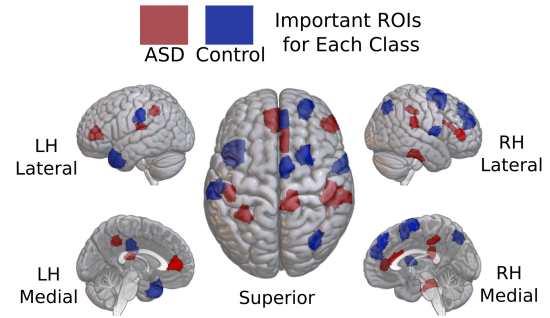 Important ROIs
for Each Class
ASD
Control
LH
Lateral
RH
Lateral
LH
Medial
Superior
RH
Medial